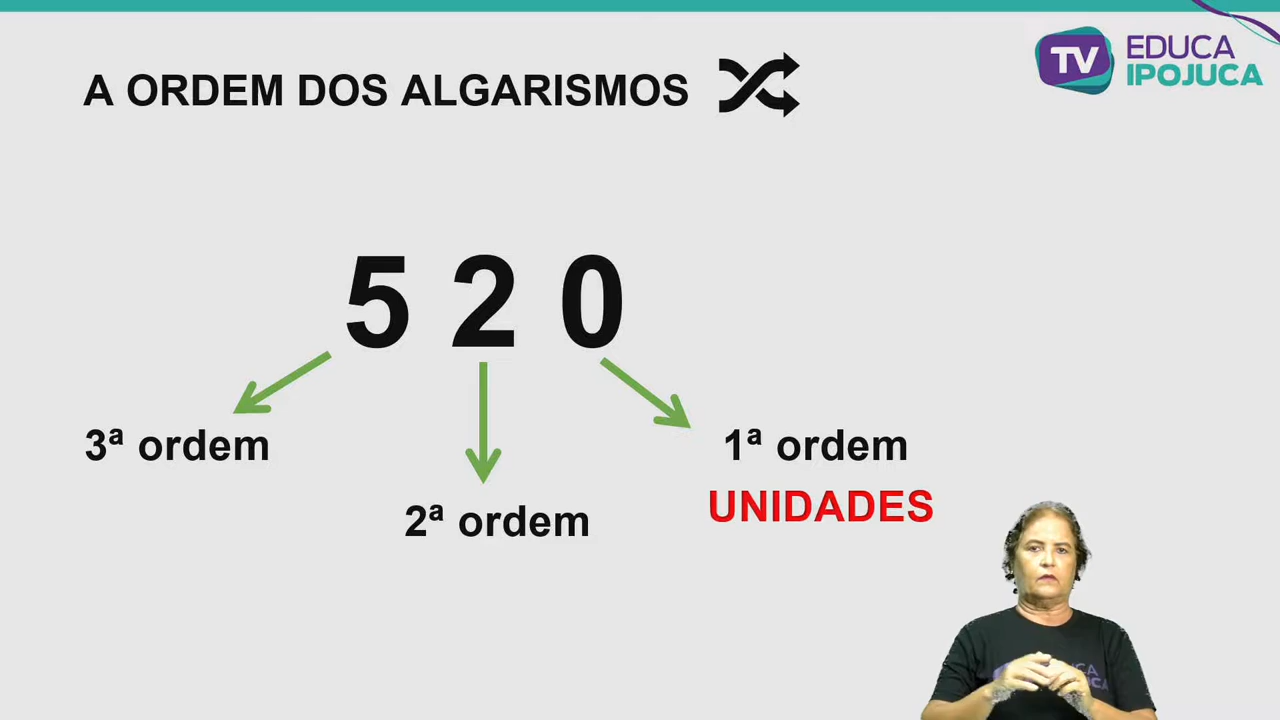 A ORDEM DOS ALGARISMOS
TV EDUCA
IPOJUCA
5 2 0
3ª ordem
2ª ordem
1ª ordem
UNIDADES